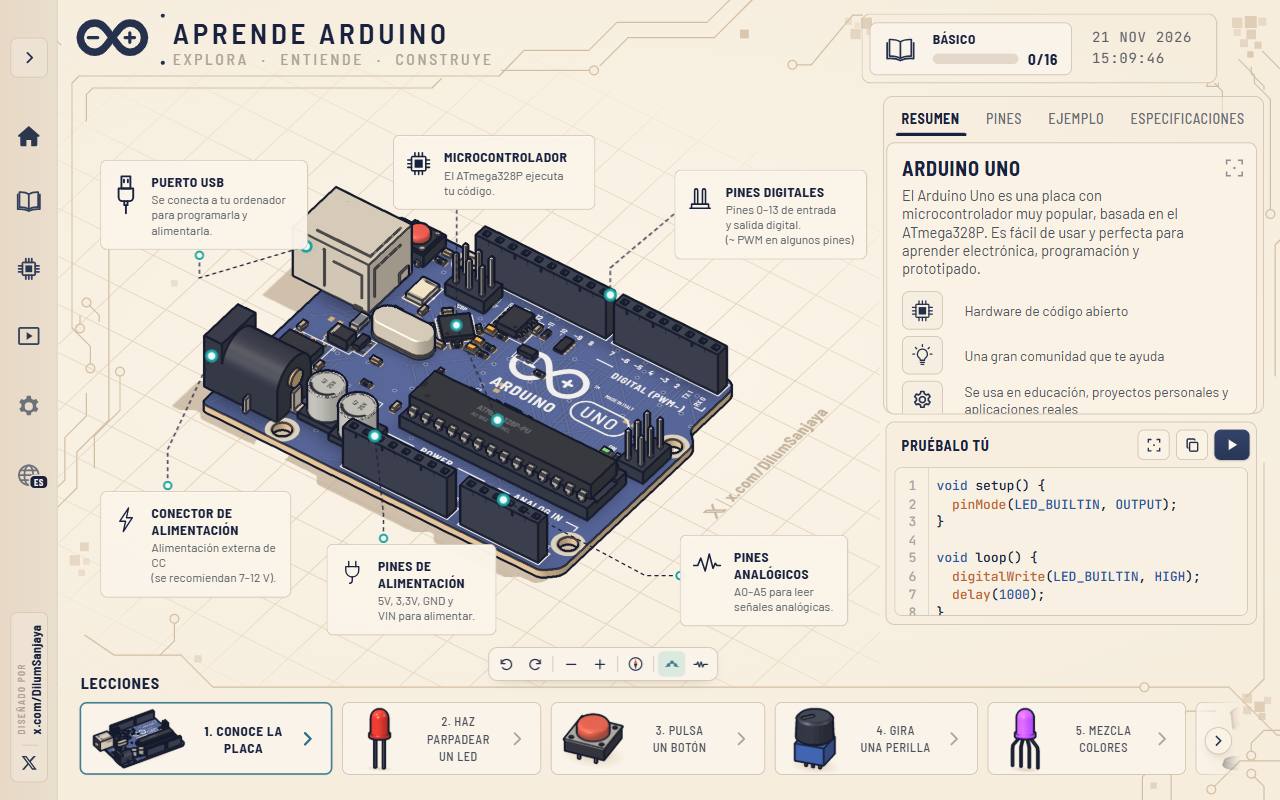 APRENDE ARDUINO
EXPLORA · ENTIENDE · CONSTRUYE
BÁSICO
0/16
21 NOV 2026
15:09:46
RESUMEN
PINES
EJEMPLO
ESPECIFICACIONES
ARDUINO UNO
El Arduino Uno es una placa con
microcontrolador muy popular, basada en el
ATmega328P. Es fácil de usar y perfecta para
aprender electrónica, programación y
prototipado.
Hardware de código abierto
Una gran comunidad que te ayuda
Se usa en educación, proyectos personales y
aplicaciones reales
PRUÉBALO TÚ
1 void setup() {
2 pinMode(LED_BUILTIN, OUTPUT);
3 }
4
5 void loop() {
6 digitalWrite(LED_BUILTIN, HIGH);
7 delay(1000);
8 }
PUERTO USB
Se conecta a tu ordenador
para programarla y
alimentarla.
MICROCONTROLADOR
El ATmega328P ejecuta
tu código.
PINES DIGITALES
Pines 0–13 de entrada
y salida digital.
(~ PWM en algunos pines)
ARDUINO
UNO
DIGITAL (PWM~)
MADE IN ITALY
POWER
ANALOG IN
X | x.com/DilumSanjaya
CONECTOR DE
ALIMENTACIÓN
Alimentación externa de
CC
(se recomiendan 7–12 V).
PINES DE
ALIMENTACIÓN
5V, 3,3V, GND y
VIN para alimentar.
PINES
ANALÓGICOS
A0–A5 para leer
señales analógicas.
ES
DISEÑADO POR
x.com/DilumSanjaya
LECCIONES
1. CONOCE LA
PLACA
2. HAZ
PARPADEAR
UN LED
3. PULSA
UN BOTÓN
4. GIRA
UNA PERILLA
5. MEZCLA
COLORES